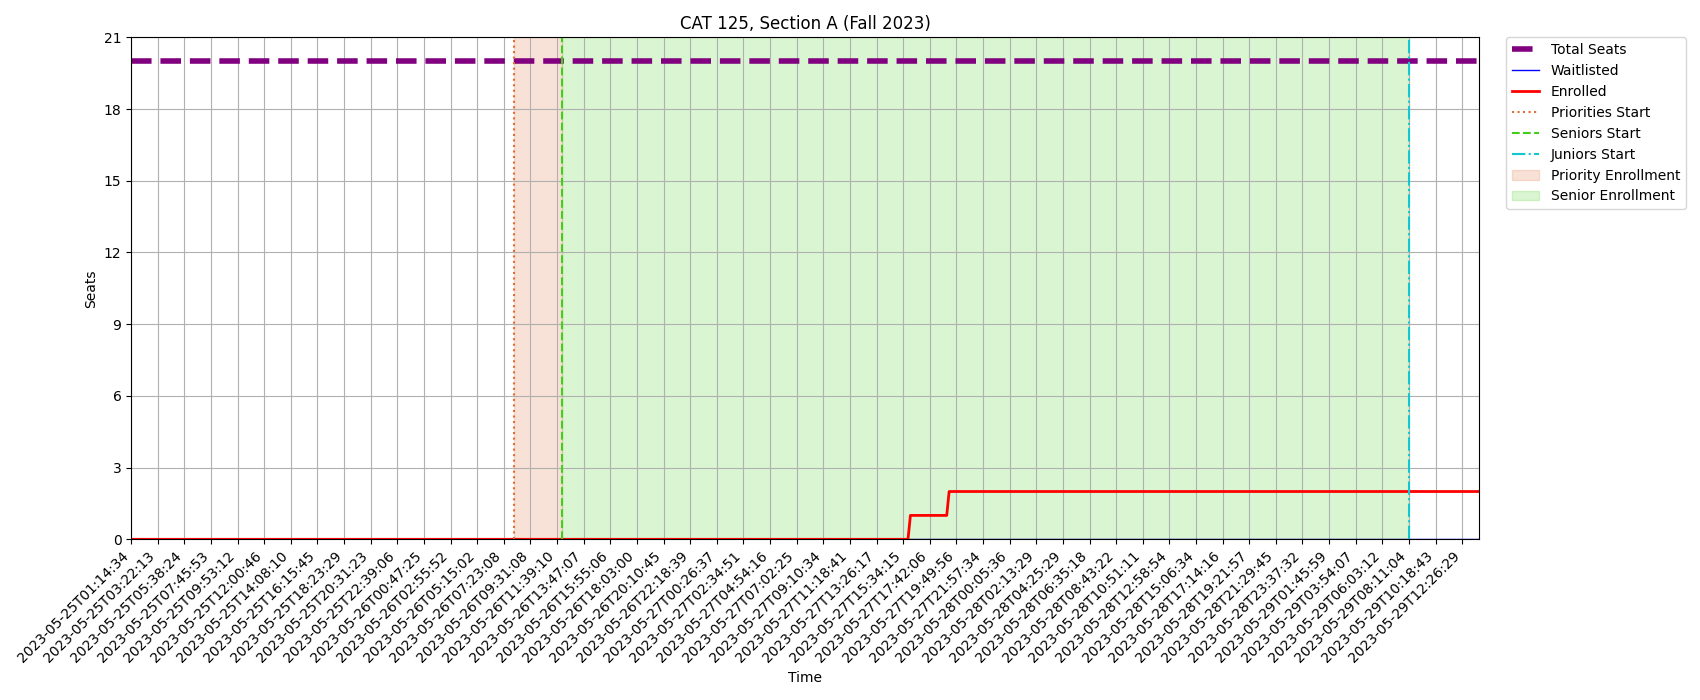 CAT 125, Section A (Fall 2023)
Seats
21
18
15
12
9
6
3
0
2023-05-25T01:14:34
2023-05-25T03:22:13
2023-05-25T05:38:24
2023-05-25T07:45:53
2023-05-25T09:53:12
2023-05-25T12:00:46
2023-05-25T14:08:10
2023-05-25T16:15:45
2023-05-25T18:23:29
2023-05-25T20:31:23
2023-05-25T22:39:06
2023-05-26T00:47:25
2023-05-26T02:55:52
2023-05-26T05:15:02
2023-05-26T07:23:08
2023-05-26T09:31:08
2023-05-26T11:39:10
2023-05-26T13:47:07
2023-05-26T15:55:06
2023-05-26T18:03:00
2023-05-26T20:10:45
2023-05-26T22:18:39
2023-05-27T00:26:37
2023-05-27T02:34:51
2023-05-27T04:54:16
2023-05-27T07:02:25
2023-05-27T09:10:34
2023-05-27T11:18:41
2023-05-27T13:26:17
2023-05-27T15:34:15
2023-05-27T17:42:06
2023-05-27T19:49:56
2023-05-27T21:57:34
2023-05-28T00:05:36
2023-05-28T02:13:29
2023-05-28T04:25:29
2023-05-28T06:35:18
2023-05-28T08:43:22
2023-05-28T10:51:11
2023-05-28T12:58:54
2023-05-28T15:06:34
2023-05-28T17:14:16
2023-05-28T19:21:57
2023-05-28T21:29:45
2023-05-28T23:37:32
2023-05-29T01:45:59
2023-05-29T03:54:07
2023-05-29T06:03:12
2023-05-29T08:11:04
2023-05-29T10:18:43
2023-05-29T12:26:29
Time
Total Seats
Waitlisted
Enrolled
Priorities Start
Seniors Start
Juniors Start
Priority Enrollment
Senior Enrollment